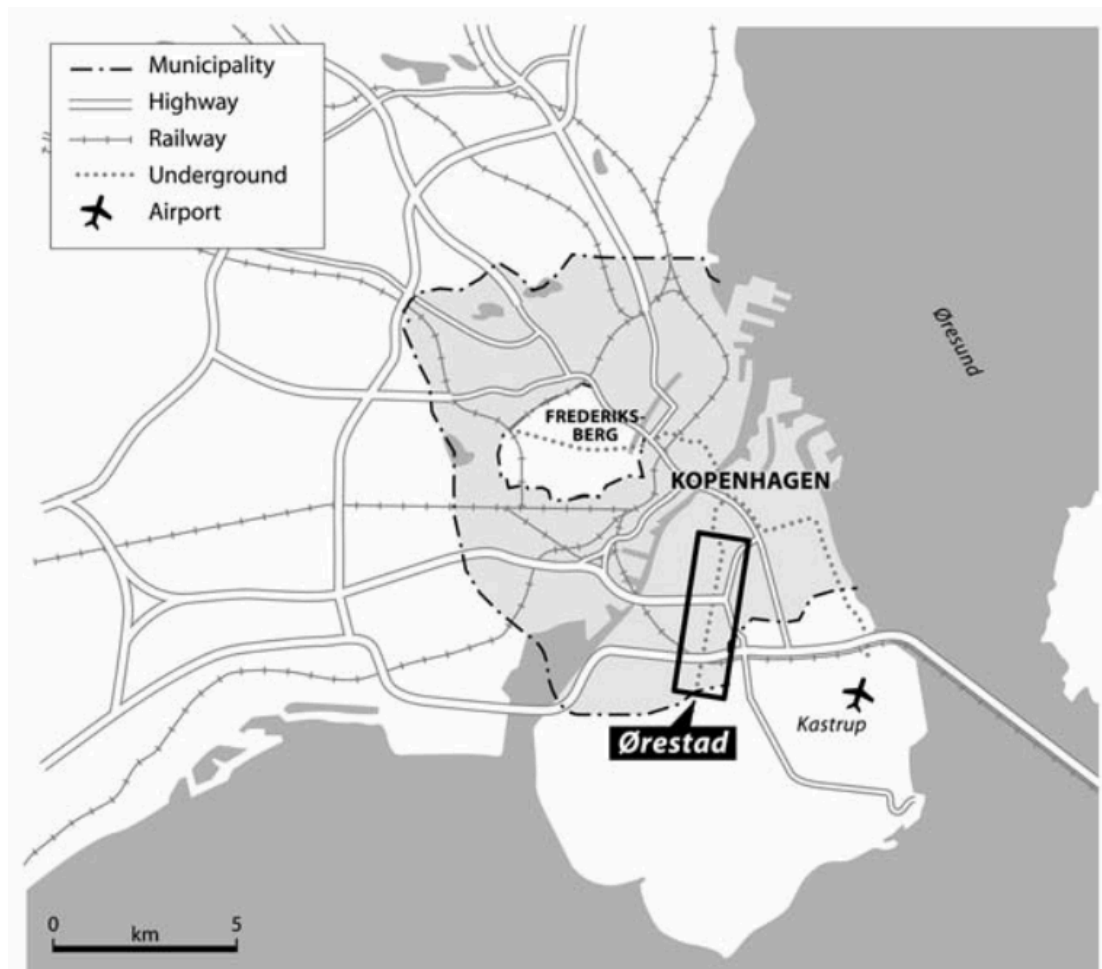 Municipality
Highway
Railway
Underground
Airport
Øresund
FREDERIKS-
BERG
KOPENHAGEN
Ørestad
Kastrup
0 5
km